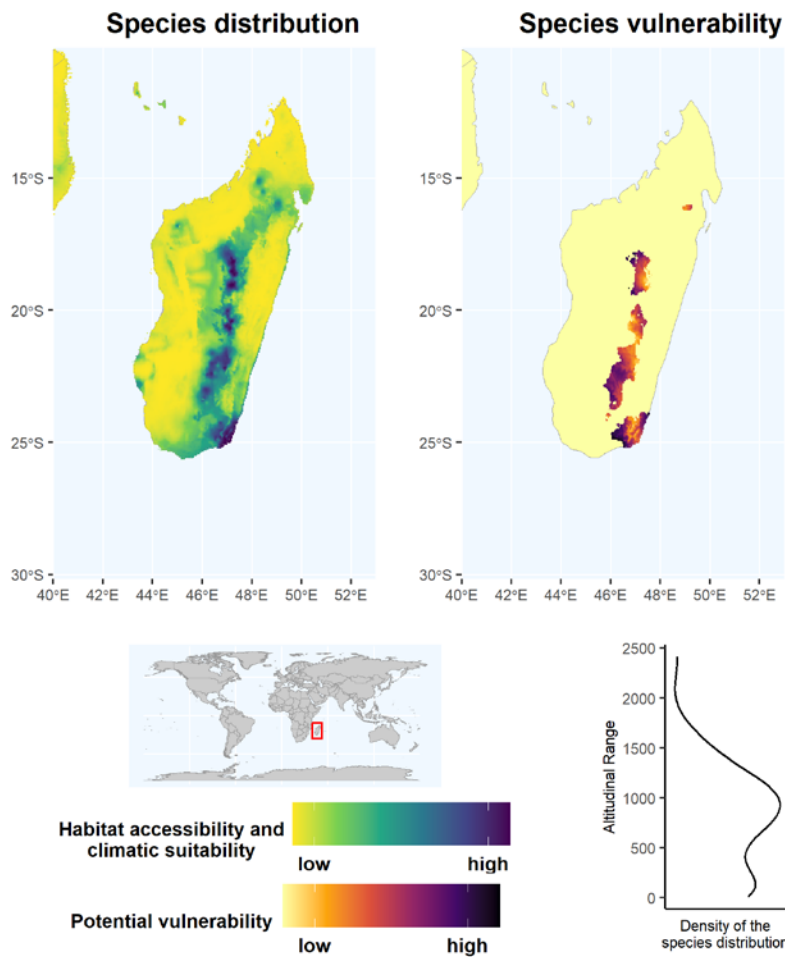 Species distribution
Species vulnerability
15°S
20°S
25°S
30°S
40°E 42°E 44°E 46°E 48°E 50°E 52°E
15°S
20°S
25°S
30°S
40°E 42°E 44°E 46°E 48°E 50°E 52°E
Habitat accessibility and
climatic suitability
low high
Potential vulnerability
low high
Altitudinal Range
2500
2000
1500
1000
500
0
Density of the
species distribution